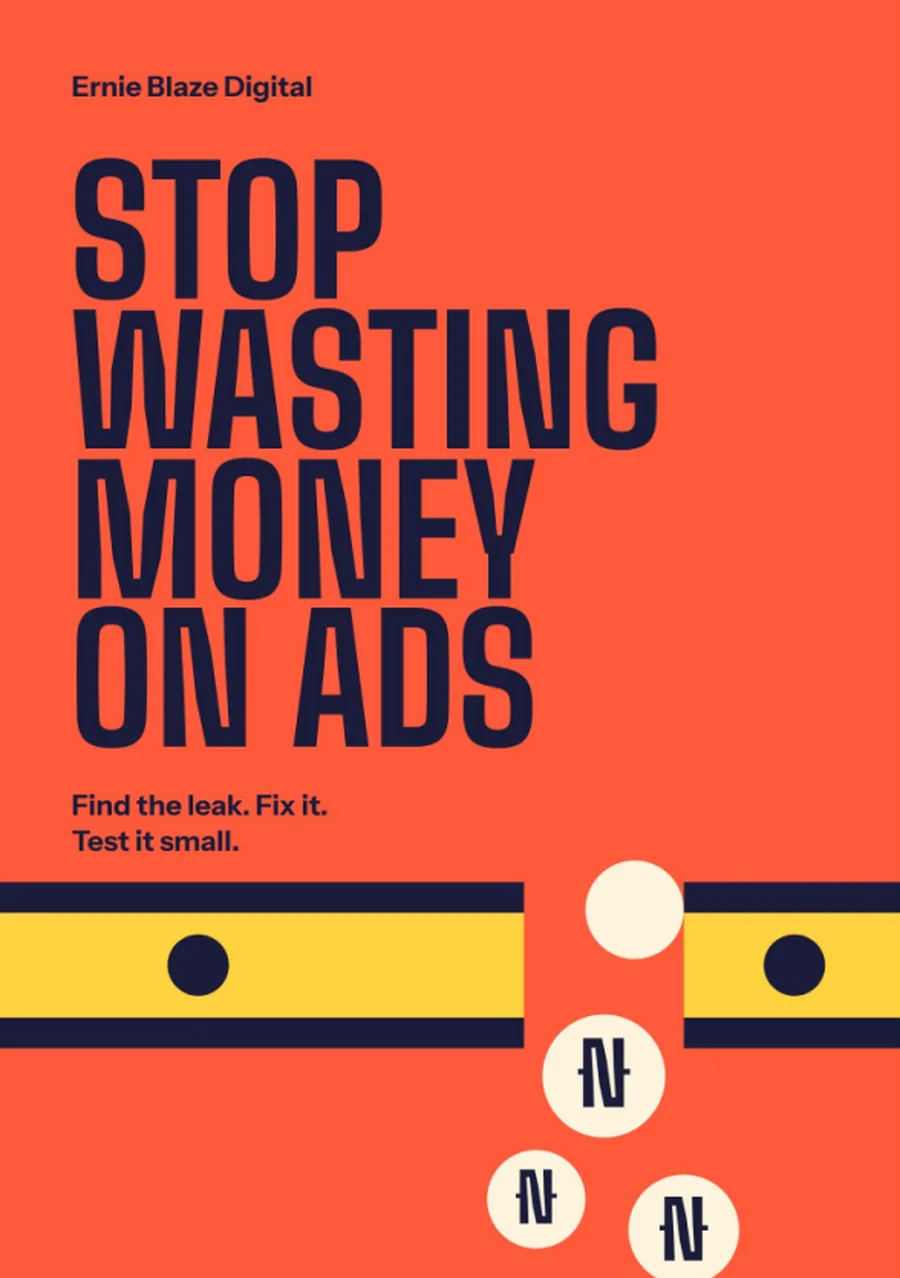 Ernie Blaze Digital
STOP
WASTING
MONEY
ON ADS
Find the leak. Fix it.
Test it small.
₦
₦
₦